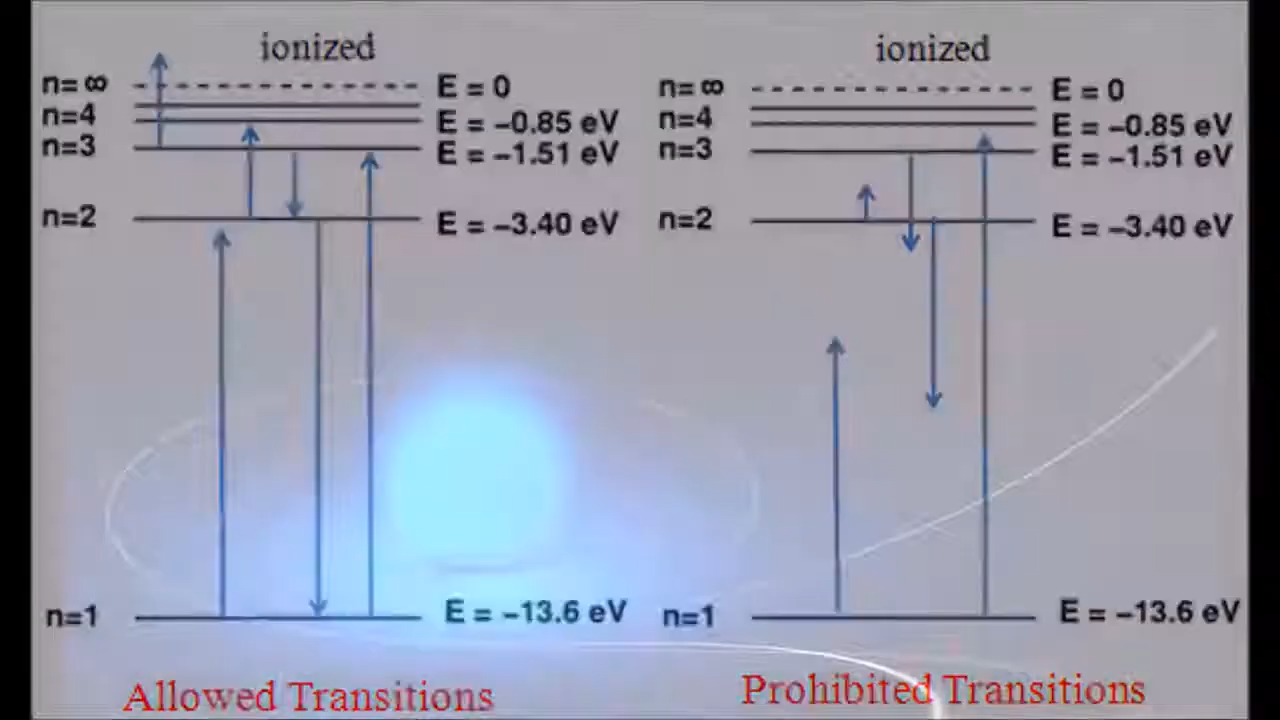 ionized
n= ∞
E = 0
n=4
E = −0.85 eV
n=3
E = −1.51 eV
n=2
E = −3.40 eV
n=1
E = −13.6 eV
Allowed Transitions
ionized
n= ∞
E = 0
n=4
E = −0.85 eV
n=3
E = −1.51 eV
n=2
E = −3.40 eV
n=1
E = −13.6 eV
Prohibited Transitions